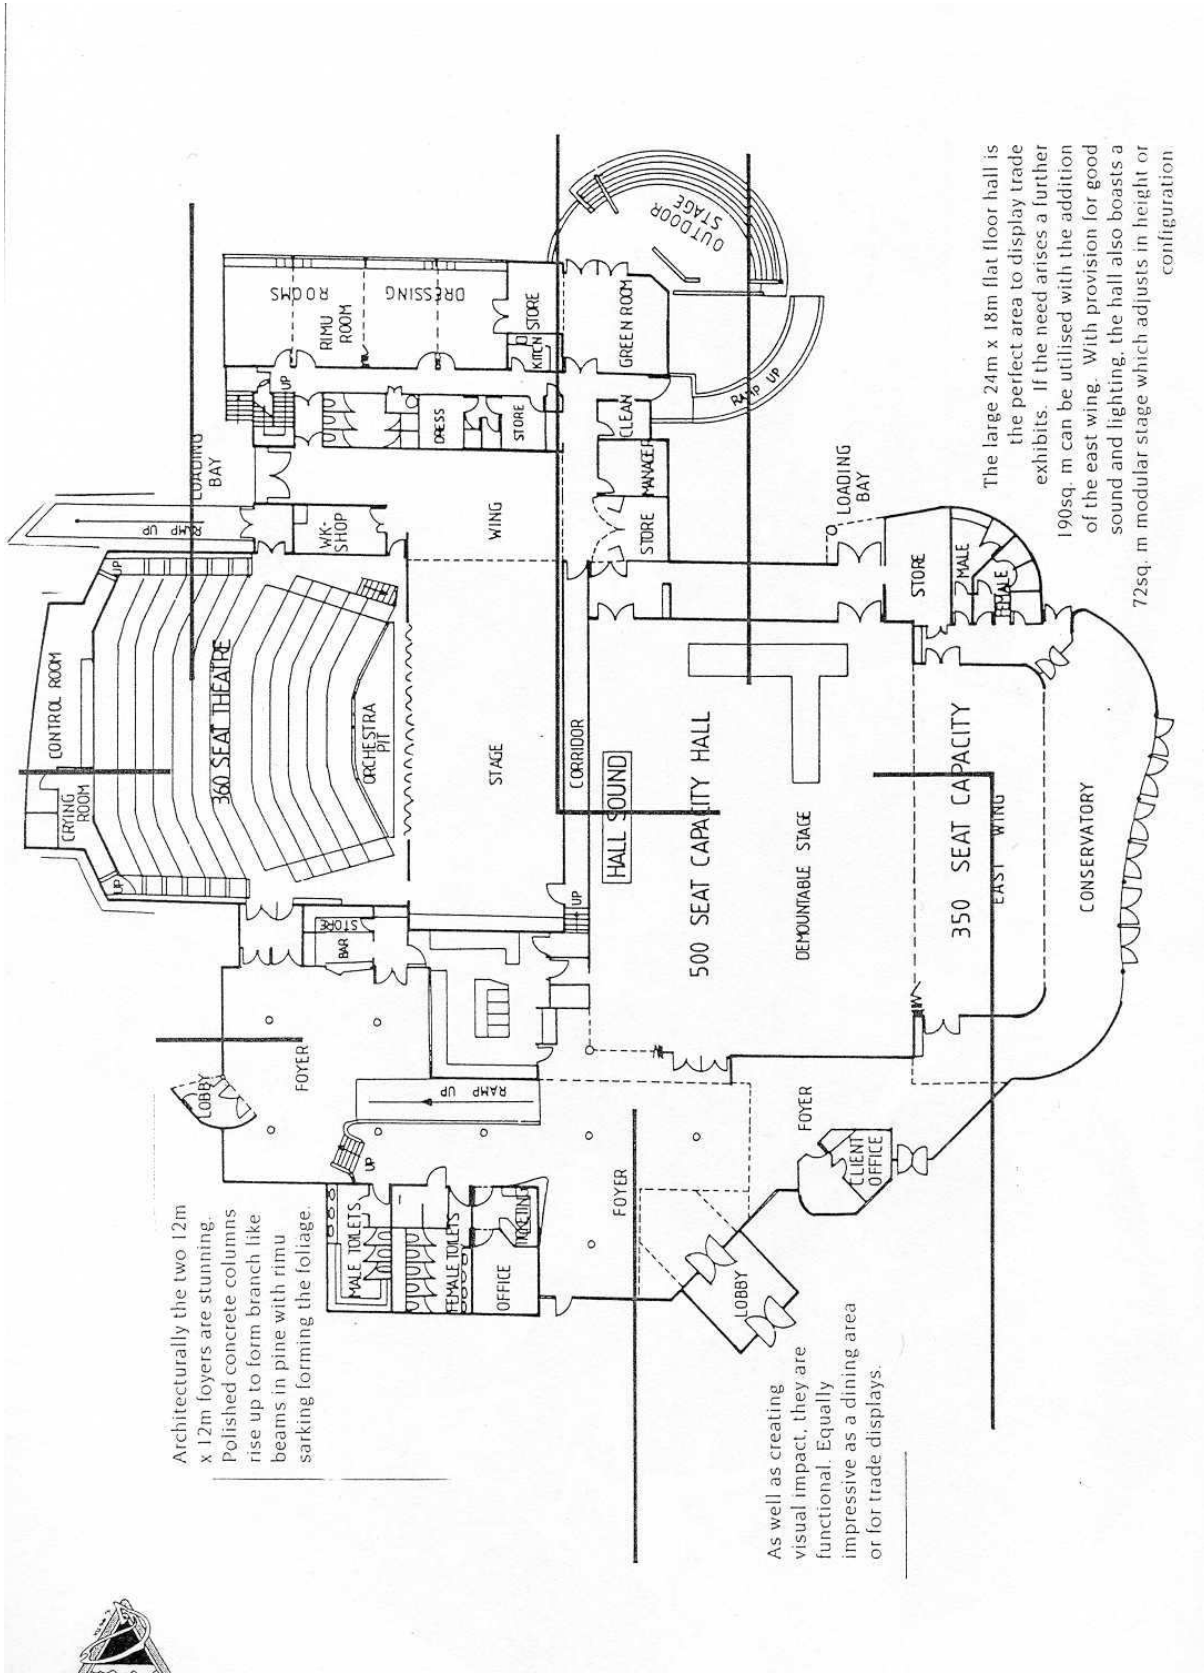 Architecturally the two 12m
x 12m foyers are stunning.
Polished concrete columns
rise up to form branch like
beams in pine with rimu
sarking forming the foliage.
As well as creating
visual impact, they are
functional. Equally
impressive as a dining area
or for trade displays.
The large 24m x 18m flat floor hall is
the perfect area to display trade
exhibits. If the need arises a further
190sq. m can be utilised with the addition
of the east wing. With provision for good
sound and lighting, the hall also boasts a
72sq. m modular stage which adjusts in height or
configuration
CRYING
ROOM
CONTROL ROOM
UP
UP
360 SEAT THEATRE
ORCHESTRA
PIT
RAMP UP
LOADING
BAY
WK-
SHOP
UP
RIMU
ROOM
DRESSING
ROOMS
DRESS
STORE
STORE
KITCN
WING
STAGE
STORE
BAR
LOBBY
FOYER
RAMP UP
UP
MALE TOILETS
FEMALE TOILETS
TICKETING
OFFICE
CORRIDOR
UP
GREEN ROOM
CLEAN
MANAGER
STORE
OUTDOOR
STAGE
RAMP UP
HALL SOUND
500 SEAT CAPACITY HALL
DEMOUNTABLE STAGE
LOADING
BAY
STORE
MALE
FEMALE
350 SEAT CAPACITY
EAST WING
CONSERVATORY
FOYER
FOYER
CLIENT
OFFICE
LOBBY